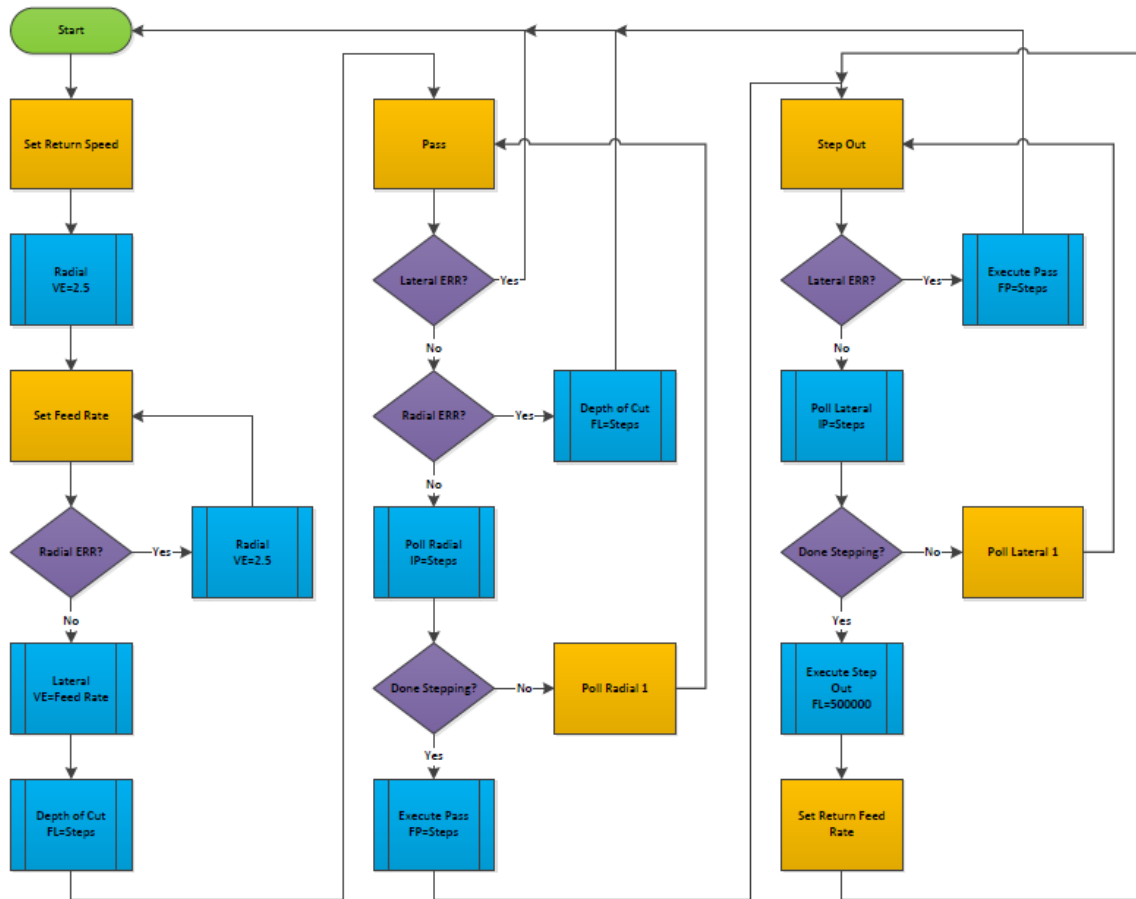 Start
Set Return Speed
Radial
VE=2.5
Set Feed Rate
Radial ERR?
Yes
Radial
VE=2.5
No
Lateral
VE=Feed Rate
Depth of Cut
FL=Steps
Pass
Lateral ERR?
Yes
No
Radial ERR?
Yes
Depth of Cut
FL=Steps
No
Poll Radial
IP=Steps
Done Stepping?
No
Poll Radial 1
Yes
Execute Pass
FP=Steps
Step Out
Lateral ERR?
Yes
Execute Pass
FP=Steps
No
Poll Lateral
IP=Steps
Done Stepping?
No
Poll Lateral 1
Yes
Execute Step
Out
FL=500000
Set Return Feed
Rate